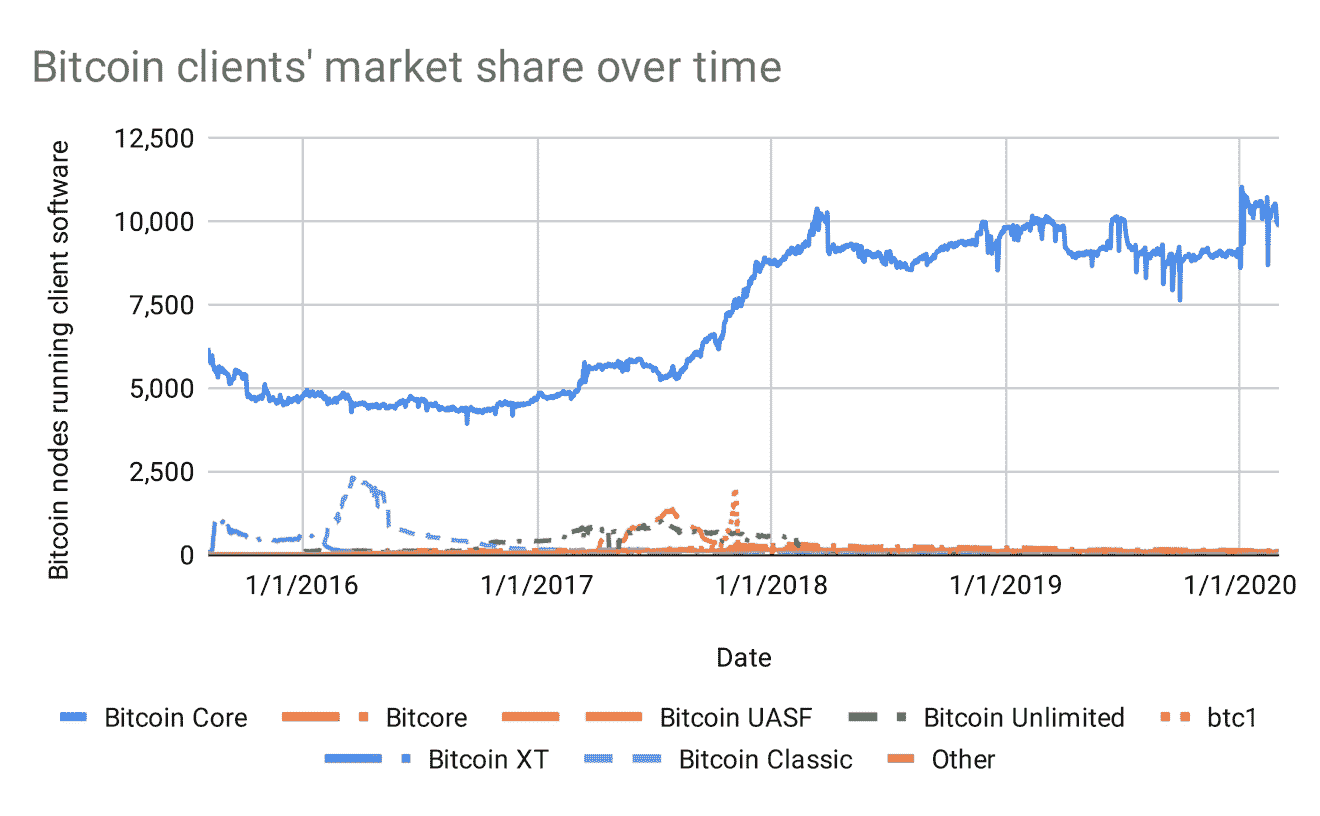 Bitcoin clients' market share over time
Bitcoin nodes running client software
12,500
10,000
7,500
5,000
2,500
0
1/1/2016 1/1/2017 1/1/2018 1/1/2019 1/1/2020
Date
Bitcoin Core Bitcore Bitcoin UASF Bitcoin Unlimited btc1
Bitcoin XT Bitcoin Classic Other